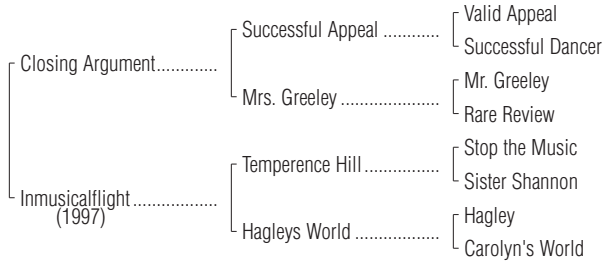 Valid Appeal
Successful Appeal ............
Successful Dancer
Closing Argument.............
Mr. Greeley
Mrs. Greeley .....................
Rare Review
Stop the Music
Temperence Hill ................
Sister Shannon
Inmusicalflight..................
(1997)
Hagley
Hagleys World ..................
Carolyn's World